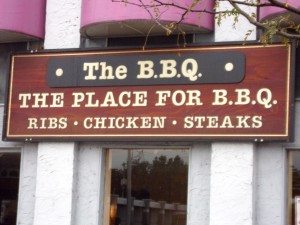 The B.B.Q.
THE PLACE FOR B.B.Q.
RIBS · CHICKEN · STEAKS